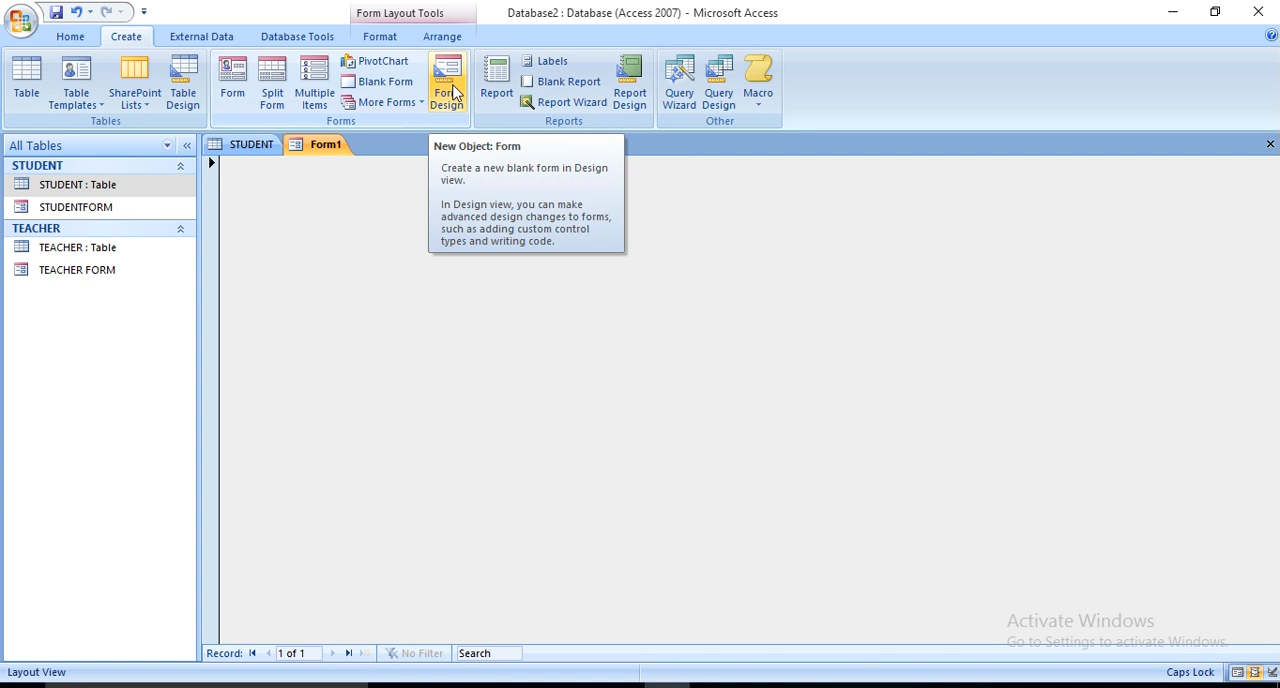 Form Layout Tools
Database2 : Database (Access 2007) - Microsoft Access
Home Create External Data Database Tools Format Arrange
Table
Table Templates
SharePoint Lists
Table Design
Tables
Form
Split Form
Multiple Items
PivotChart
Blank Form
More Forms
Form Design
Forms
Report
Labels
Blank Report
Report Wizard
Report Design
Reports
Query Wizard
Query Design
Macro
Other
All Tables
STUDENT
STUDENT : Table
STUDENTFORM
TEACHER
TEACHER : Table
TEACHER FORM
STUDENT
Form1
New Object: Form
Create a new blank form in Design
view.
In Design view, you can make
advanced design changes to forms,
such as adding custom control
types and writing code.
Activate Windows
Go to Settings to activate Windows.
Record: 1 of 1 No Filter Search
Layout View
Caps Lock